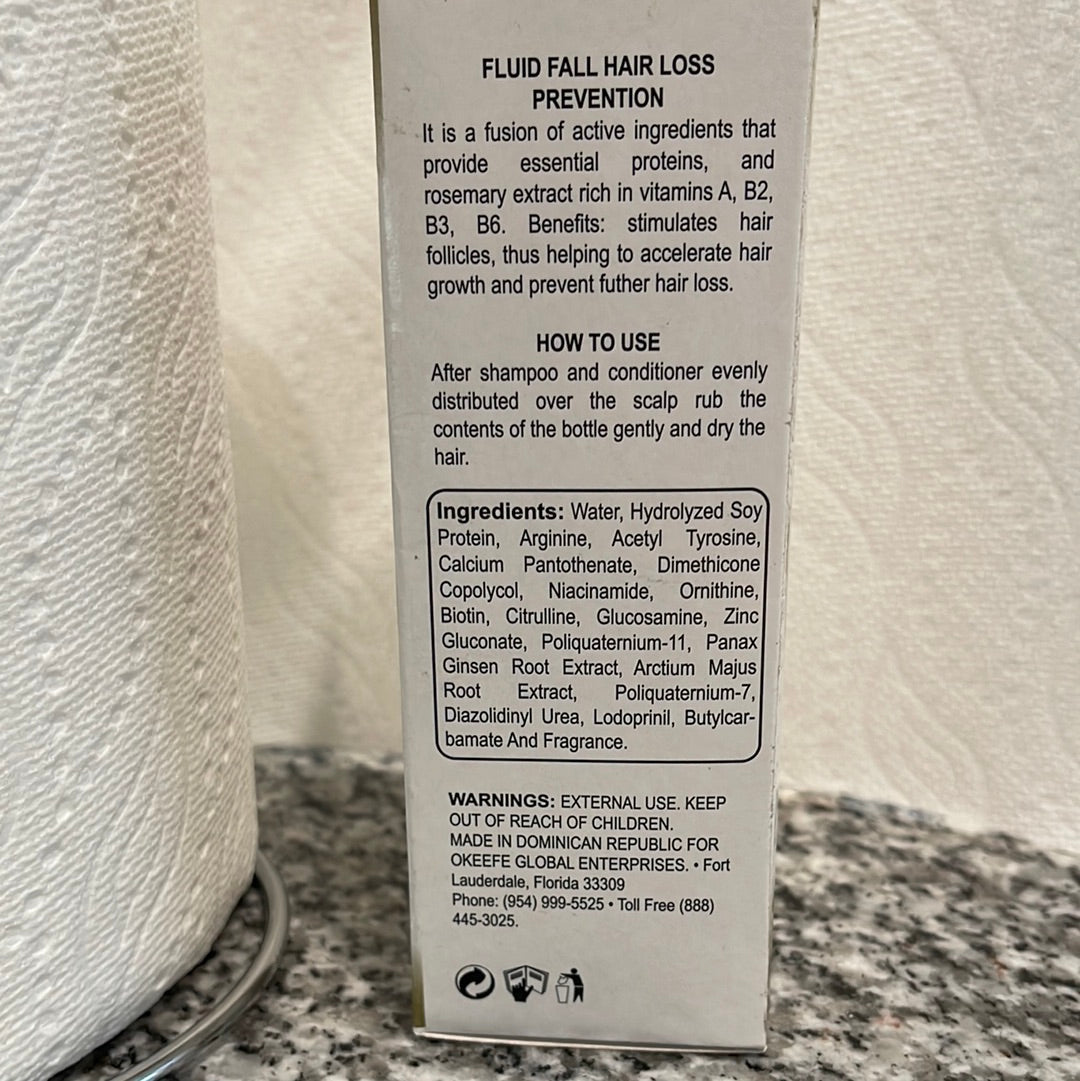 FLUID FALL HAIR LOSS
PREVENTION
It is a fusion of active ingredients that
provide essential proteins, and
rosemary extract rich in vitamins A, B2,
B3, B6. Benefits: stimulates hair
follicles, thus helping to accelerate hair
growth and prevent futher hair loss.
HOW TO USE
After shampoo and conditioner evenly
distributed over the scalp rub the
contents of the bottle gently and dry the
hair.
Ingredients: Water, Hydrolyzed Soy
Protein, Arginine, Acetyl Tyrosine,
Calcium Pantothenate, Dimethicone
Copolycol, Niacinamide, Ornithine,
Biotin, Citrulline, Glucosamine, Zinc
Gluconate, Poliquaternium-11, Panax
Ginsen Root Extract, Arctium Majus
Root Extract, Poliquaternium-7,
Diazolidinyl Urea, Lodoprinil, Butylcar-
bamate And Fragrance.
WARNINGS: EXTERNAL USE. KEEP
OUT OF REACH OF CHILDREN.
MADE IN DOMINICAN REPUBLIC FOR
OKEEFE GLOBAL ENTERPRISES. • Fort
Lauderdale, Florida 33309
Phone: (954) 999-5525 • Toll Free (888)
445-3025.